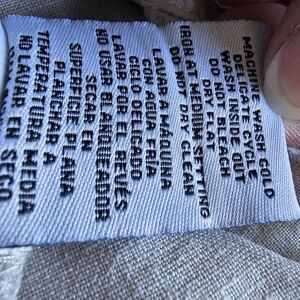 MACHINE WASH COLD
DELICATE CYCLE
WASH INSIDE OUT
DO NOT BLEACH
DRY FLAT
IRON AT MEDIUM SETTING
DO NOT DRY CLEAN
LAVAR A MÁQUINA
CON AGUA FRIA
CICLO DELICADO
LAVAR POR EL REVÉS
NO USAR BLANQUEADOR
SECAR EN
SUPERFICIE PLANA
PLANCHAR A
TEMPERATURA MEDIA
NO LAVAR EN SECO